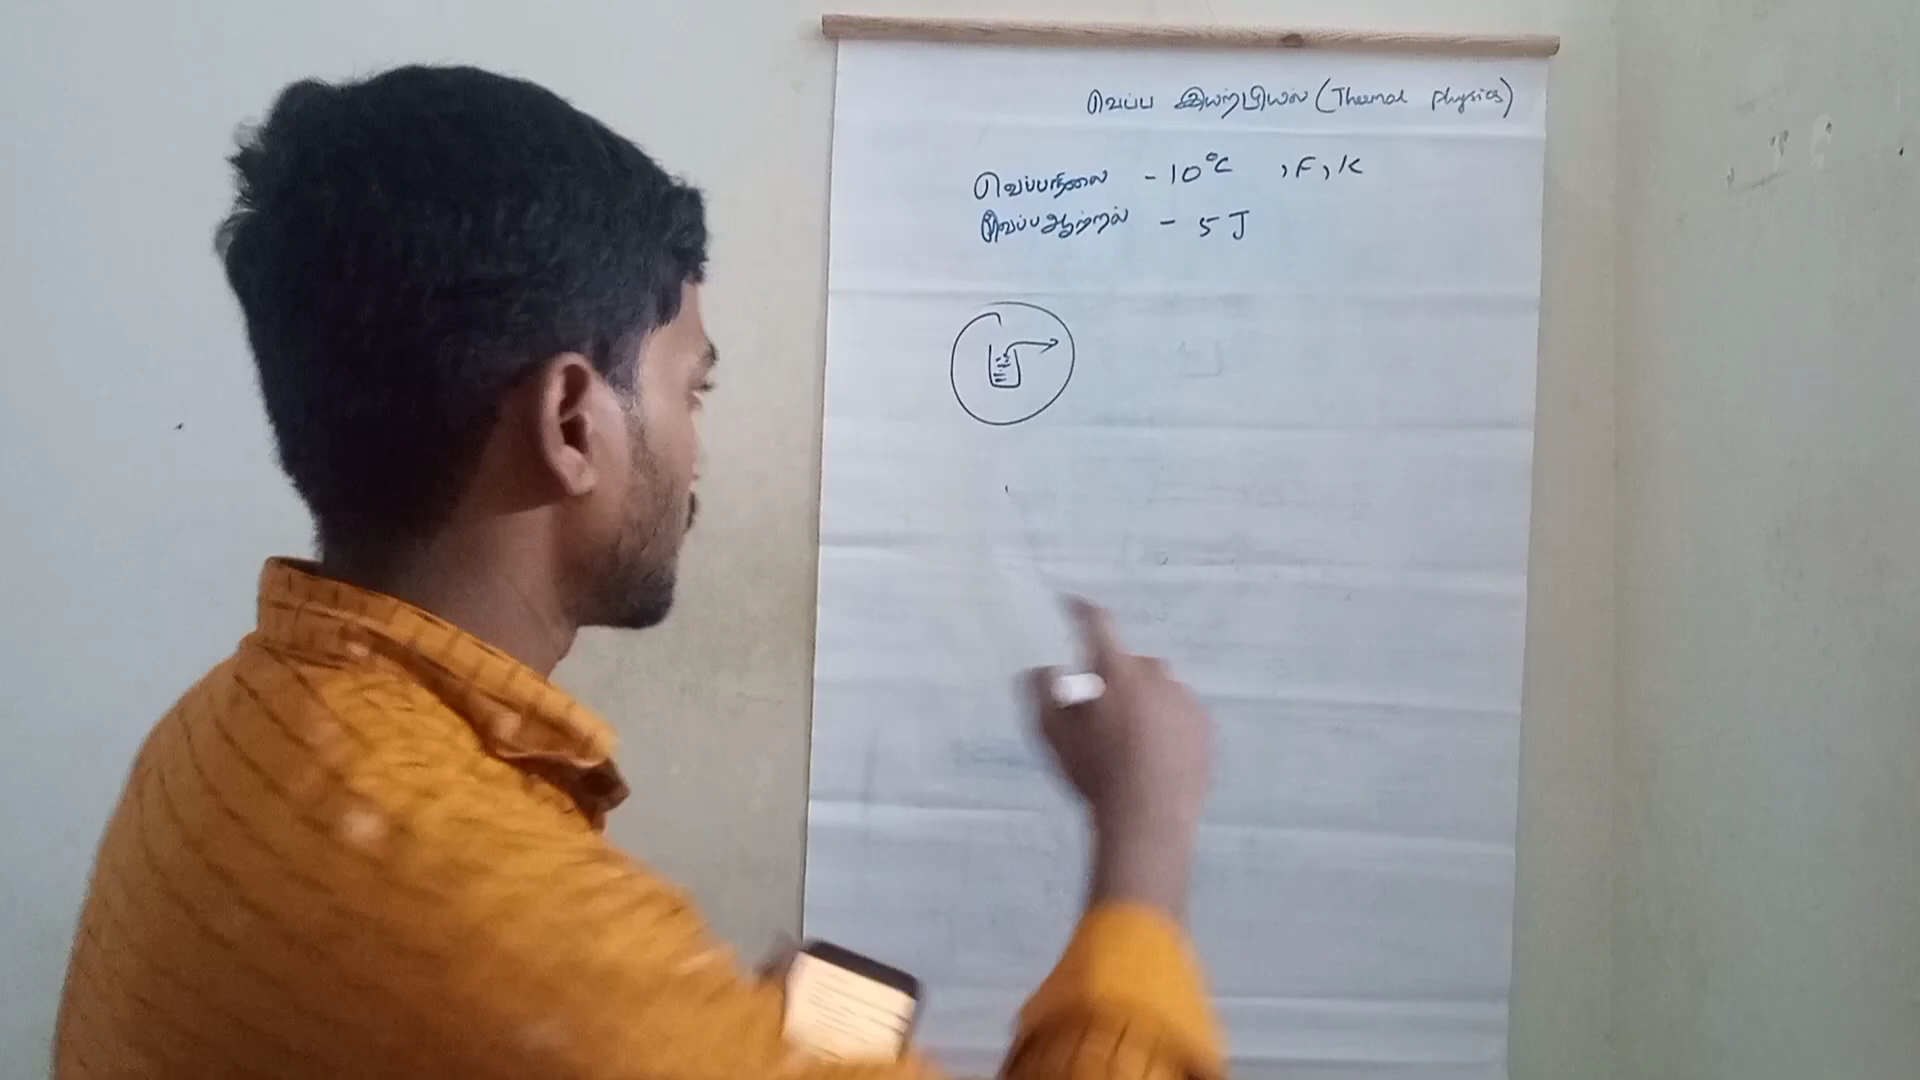 வெப்ப இயற்பியல் (Thermal Physics)
வெப்பநிலை - 10°C , F, K
வெப்பஆற்றல் - 5 J